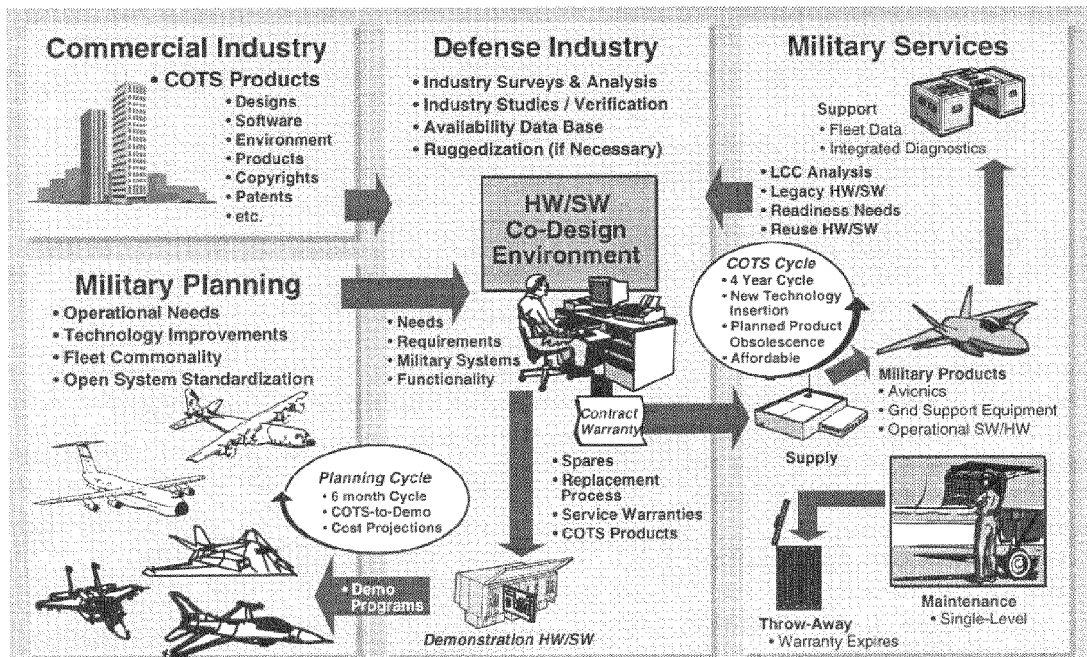 Commercial Industry
• COTS Products
• Designs
• Software
• Environment
• Products
• Copyrights
• Patents
• etc.
Defense Industry
• Industry Surveys & Analysis
• Industry Studies / Verification
• Availability Data Base
• Ruggedization (if Necessary)
HW/SW
Co-Design
Environment
Military Services
Support
• Fleet Data
• Integrated Diagnostics
• LCC Analysis
• Legacy HW/SW
• Readiness Needs
• Reuse HW/SW
COTS Cycle
• 4 Year Cycle
• New Technology
Insertion
• Planned Product
Obsolescence
• Affordable
Military Planning
• Operational Needs
• Technology Improvements
• Fleet Commonality
• Open System Standardization
• Needs
• Requirements
• Military Systems
• Functionality
Contract
Warranty
Military Products
• Avionics
• Gnd Support Equipment
• Operational SW/HW
Supply
• Spares
• Replacement
Process
• Service Warranties
• COTS Products
Planning Cycle
• 6 month Cycle
• COTS-to-Demo
• Cost Projections
• Demo
Programs
Demonstration HW/SW
Maintenance
• Single-Level
Throw-Away
• Warranty Expires